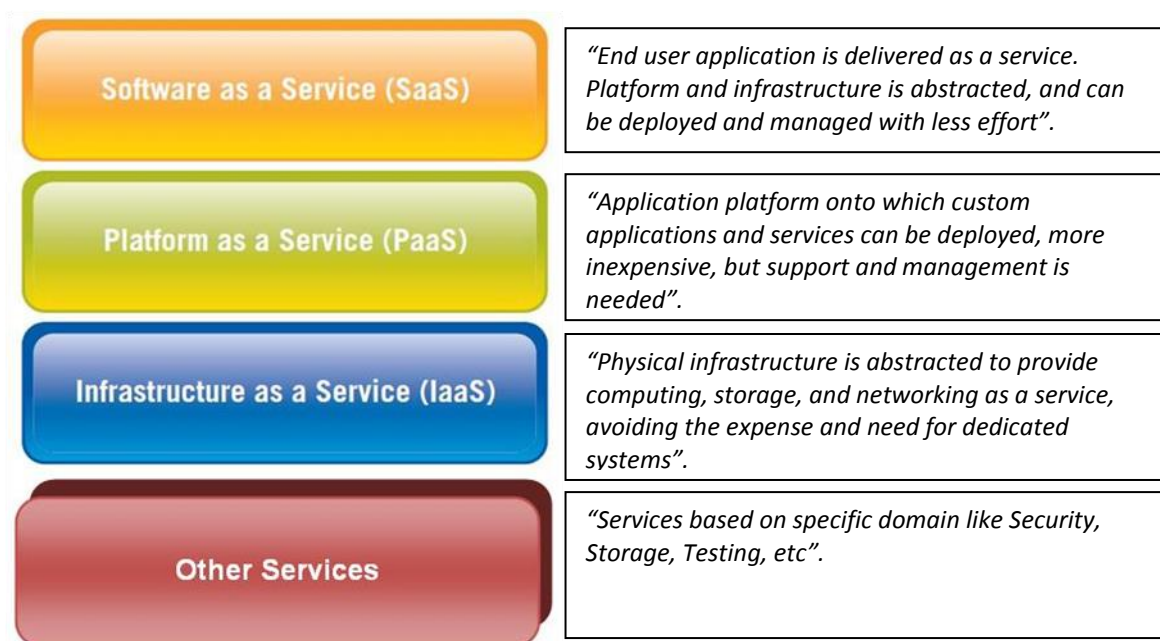 Software as a Service (SaaS)
“End user application is delivered as a service.
Platform and infrastructure is abstracted, and can
be deployed and managed with less effort”.
Platform as a Service (PaaS)
“Application platform onto which custom
applications and services can be deployed, more
inexpensive, but support and management is
needed”.
Infrastructure as a Service (IaaS)
“Physical infrastructure is abstracted to provide
computing, storage, and networking as a service,
avoiding the expense and need for dedicated
systems”.
Other Services
“Services based on specific domain like Security,
Storage, Testing, etc”.